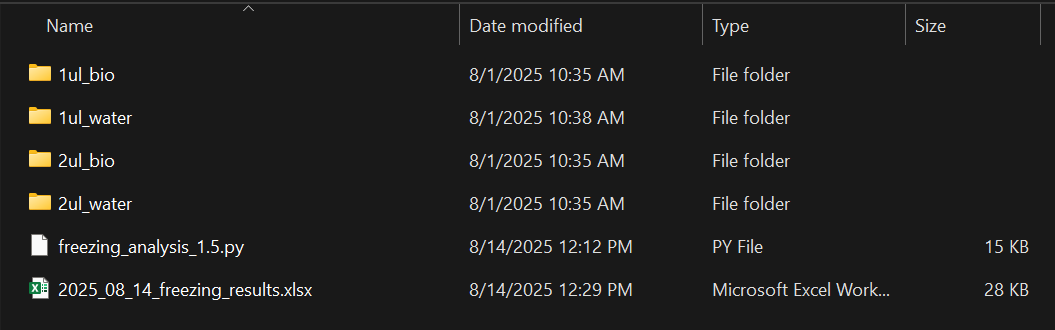 Name Date modified Type Size
1ul_bio 8/1/2025 10:35 AM File folder
1ul_water 8/1/2025 10:38 AM File folder
2ul_bio 8/1/2025 10:35 AM File folder
2ul_water 8/1/2025 10:35 AM File folder
freezing_analysis_1.5.py 8/14/2025 12:12 PM PY File 15 KB
2025_08_14_freezing_results.xlsx 8/14/2025 12:29 PM Microsoft Excel Work... 28 KB